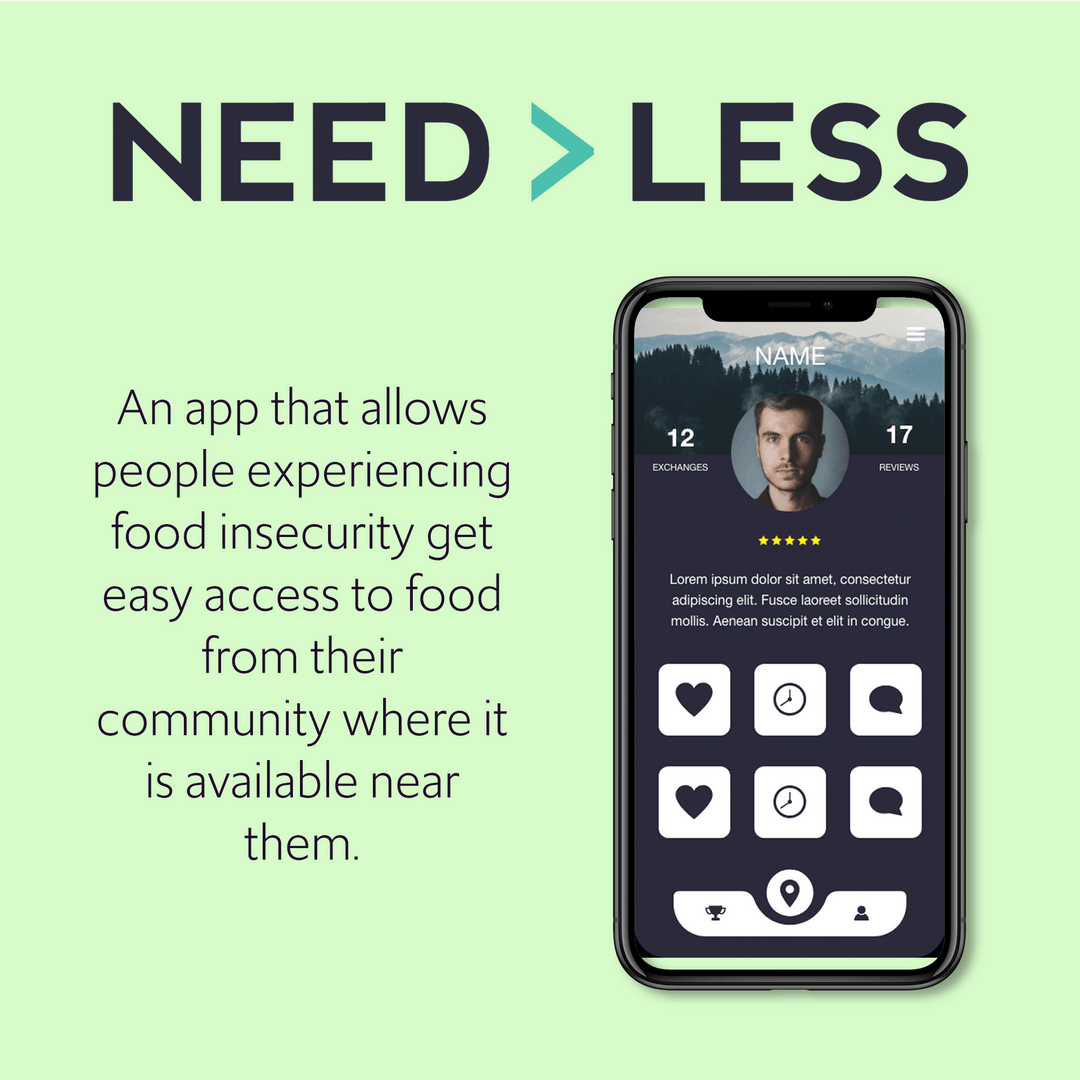 NEED > LESS
An app that allows
people experiencing
food insecurity get
easy access to food
from their
community where it
is available near
them.
NAME
12
EXCHANGES
17
REVIEWS
Lorem ipsum dolor sit amet, consectetur
adipiscing elit. Fusce laoreet sollicitudin
mollis. Aenean suscipit et elit in congue.